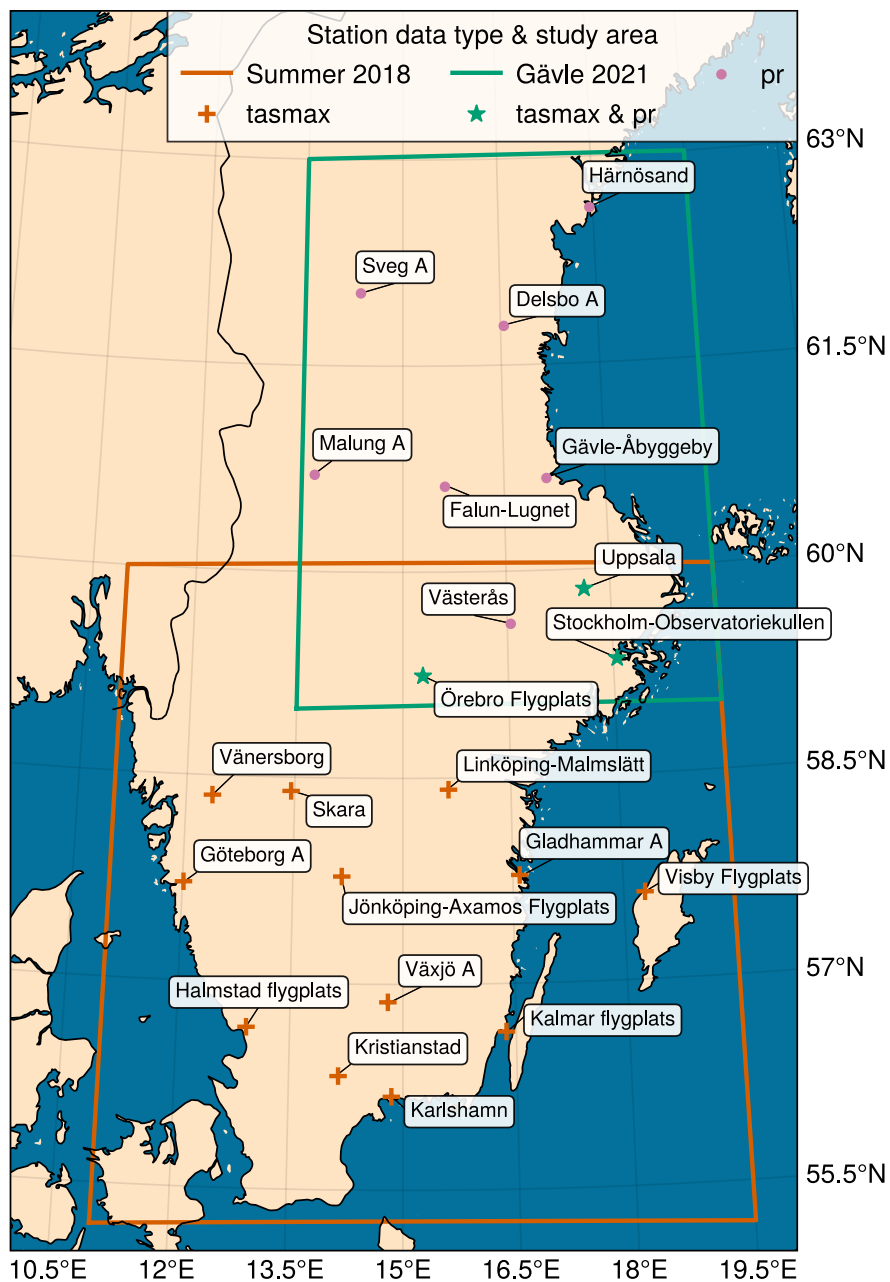 Station data type & study area
Summer 2018 Gävle 2021 pr
tasmax tasmax & pr
63°N
Härnösand
Sveg A
Delsbo A
61.5°N
Malung A
Gävle-Åbyggeby
Falun-Lugnet
60°N
Uppsala
Västerås
Stockholm-Observatoriekullen
Örebro Flygplats
58.5°N
Vänersborg
Linköping-Malmslätt
Skara
Gladhammar A
Göteborg A
Visby Flygplats
Jönköping-Axamos Flygplats
57°N
Växjö A
Halmstad flygplats
Kalmar flygplats
Kristianstad
Karlshamn
55.5°N
10.5°E 12°E 13.5°E 15°E 16.5°E 18°E 19.5°E